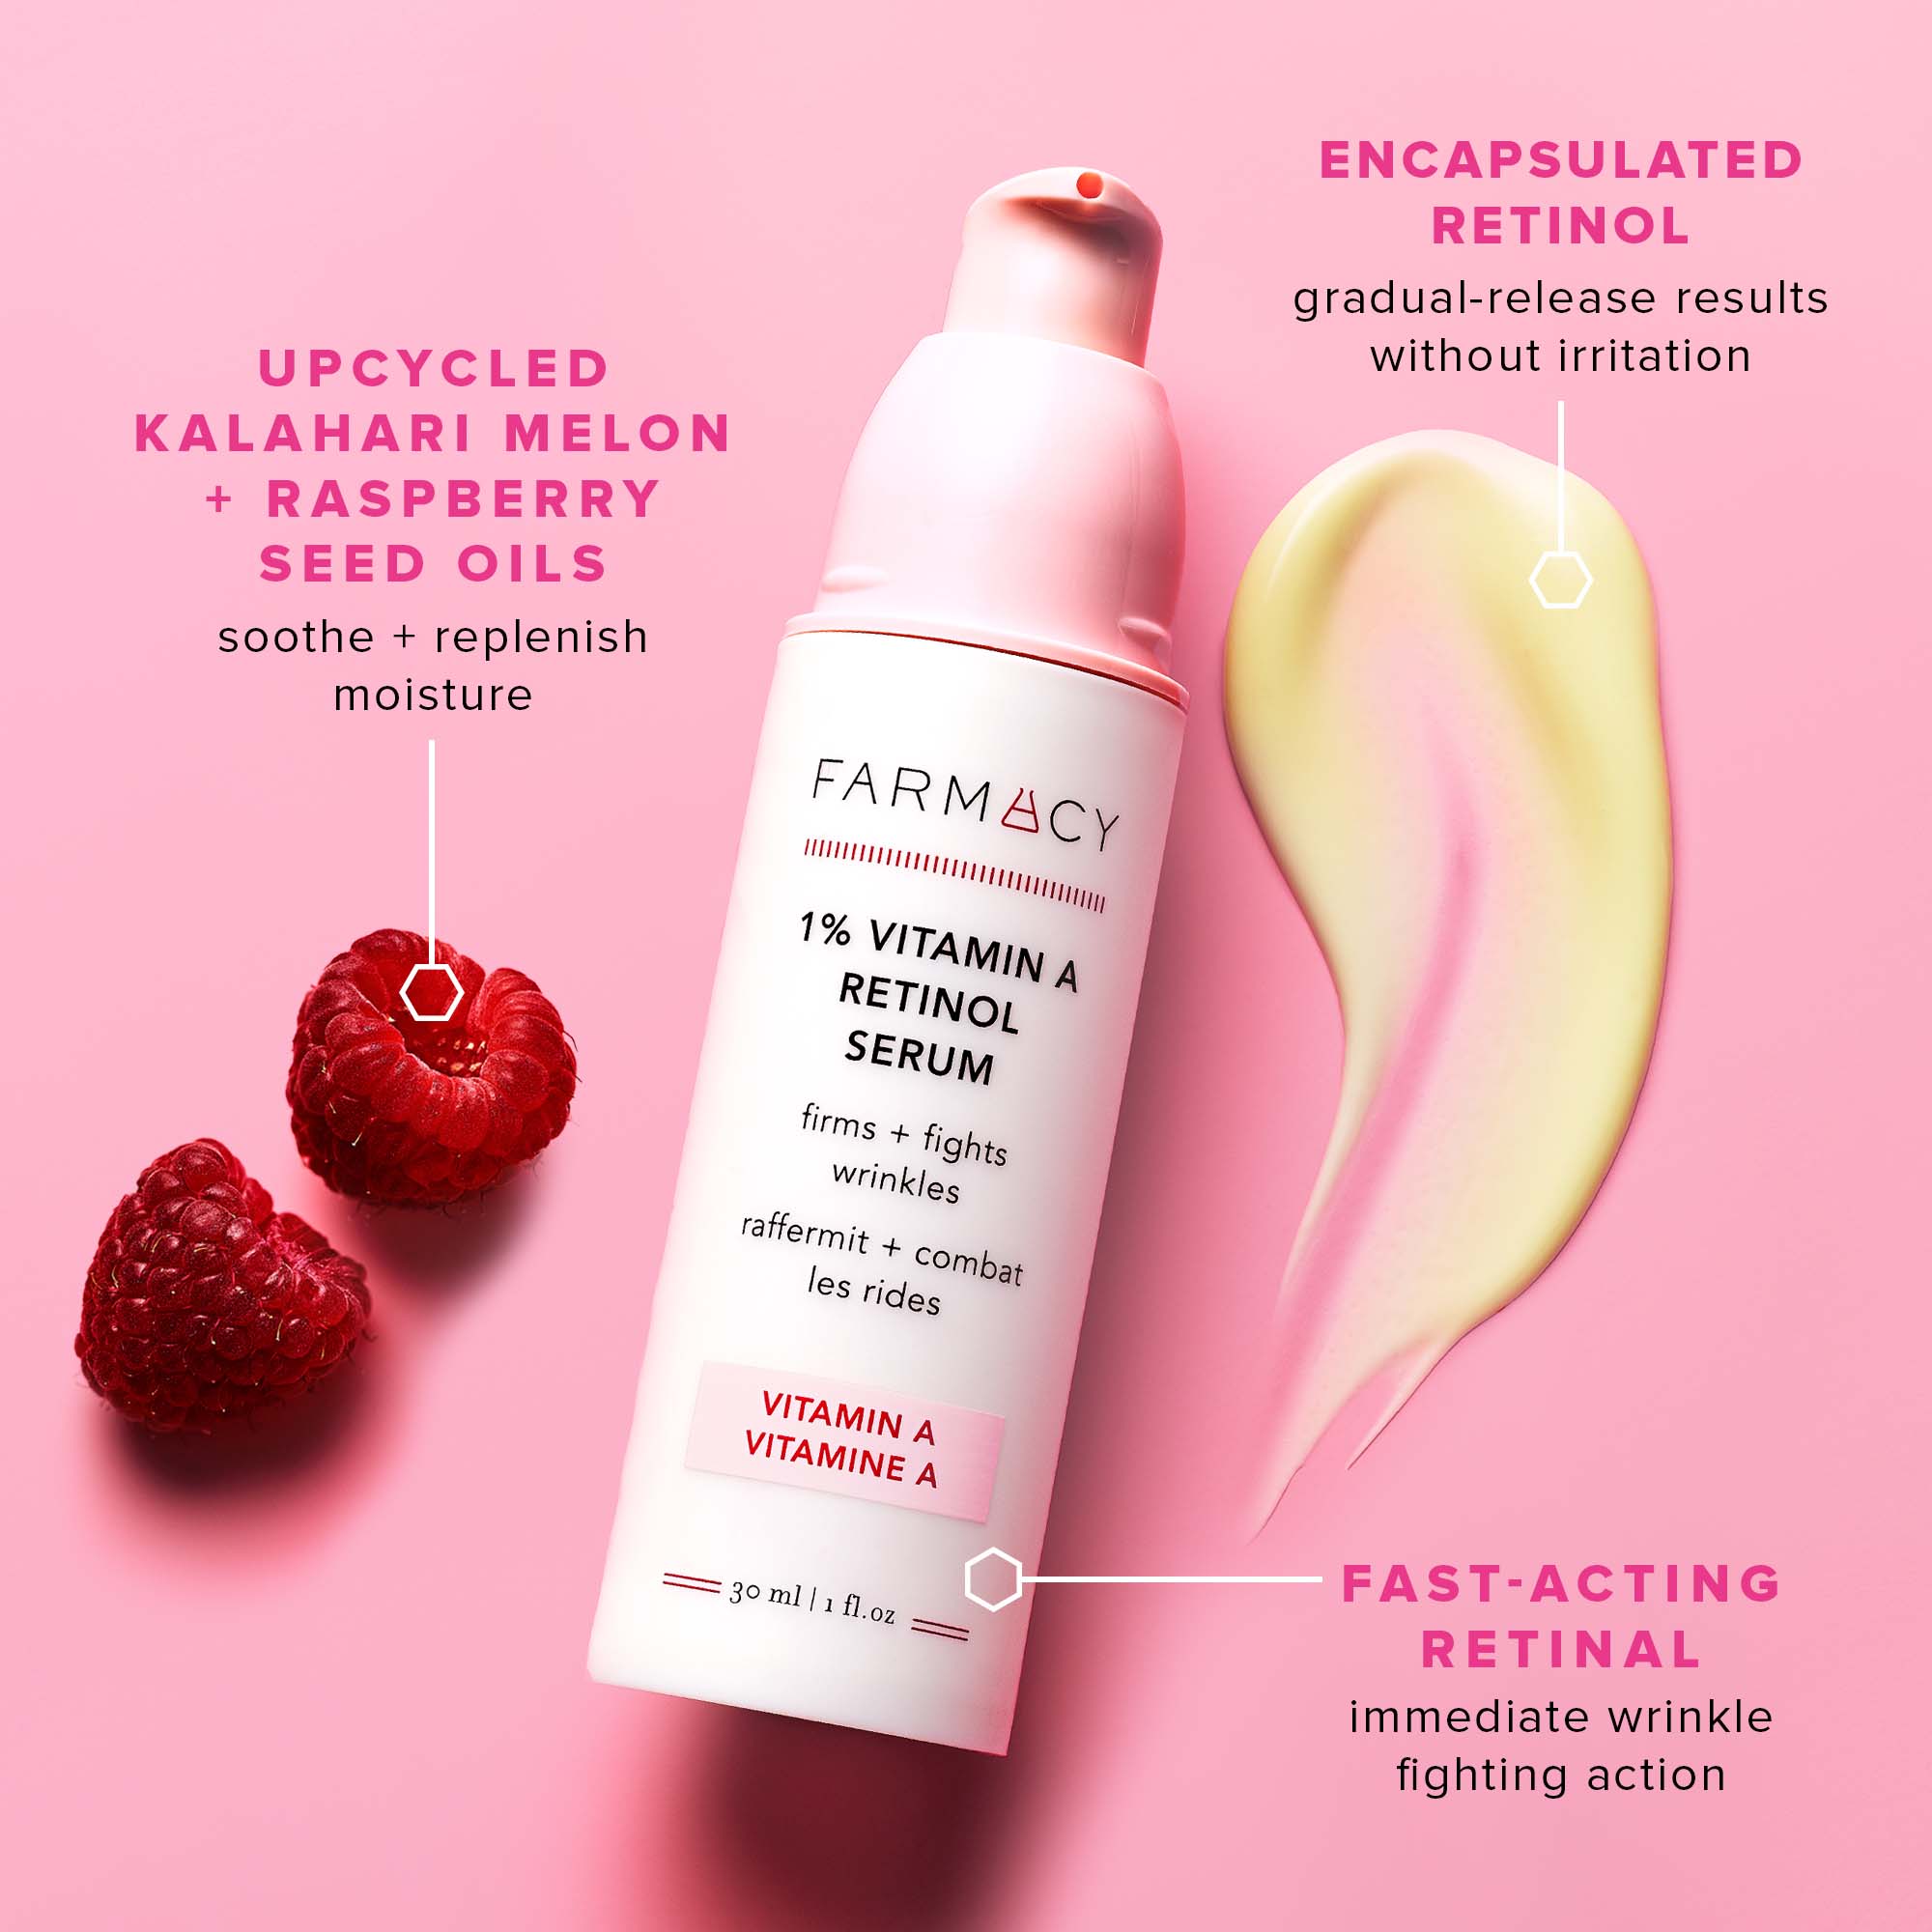 ENCAPSULATED
RETINOL
gradual-release results
without irritation
UPCYCLED
KALAHARI MELON
+ RASPBERRY
SEED OILS
soothe + replenish
moisture
FARMACY
1% VITAMIN A
RETINOL
SERUM
firms + fights
wrinkles
raffermit + combat
les rides
VITAMIN A
VITAMINE A
30 ml | 1 fl.oz
FAST-ACTING
RETINAL
immediate wrinkle
fighting action